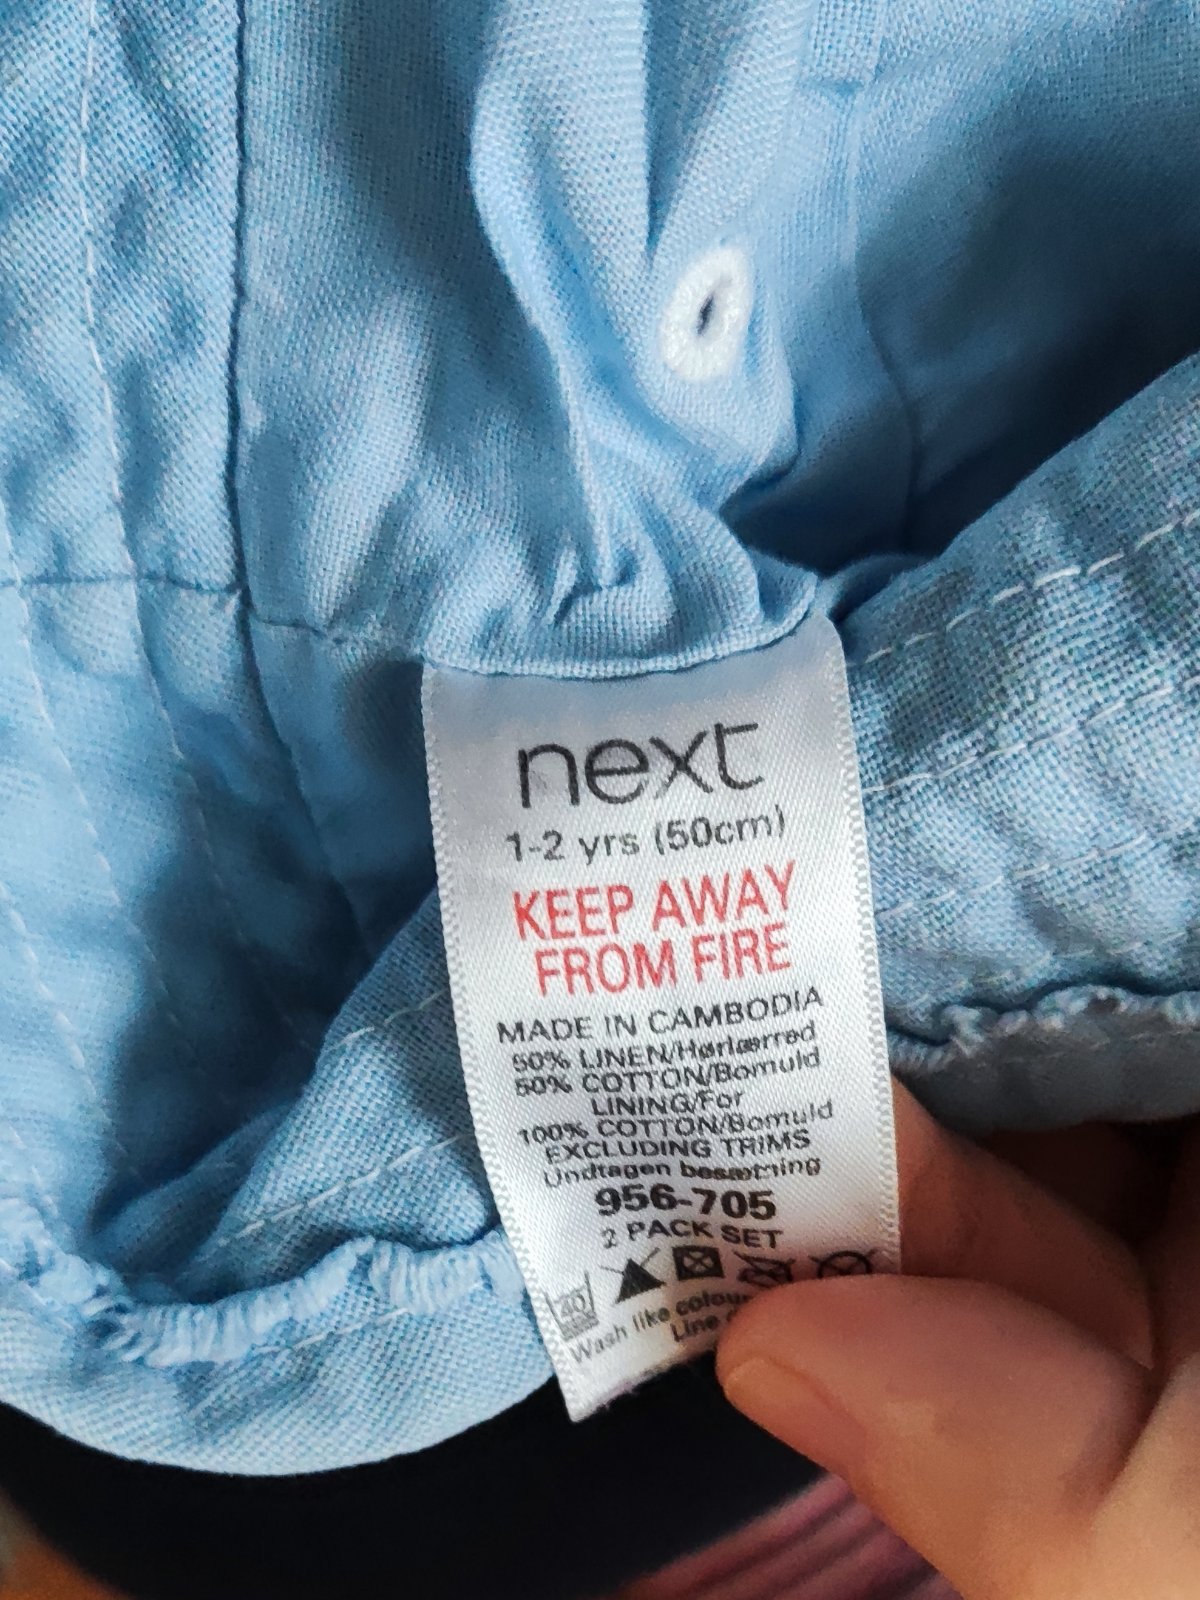 next
1-2 yrs (50cm)
KEEP AWAY
FROM FIRE
MADE IN CAMBODIA
50% LINEN/Hørlærred
50% COTTON/Bomuld
LINING/For
100% COTTON/Bomuld
EXCLUDING TRIMS
Undtagen besætning
956-705
2 PACK SET
40
Wash like
Line